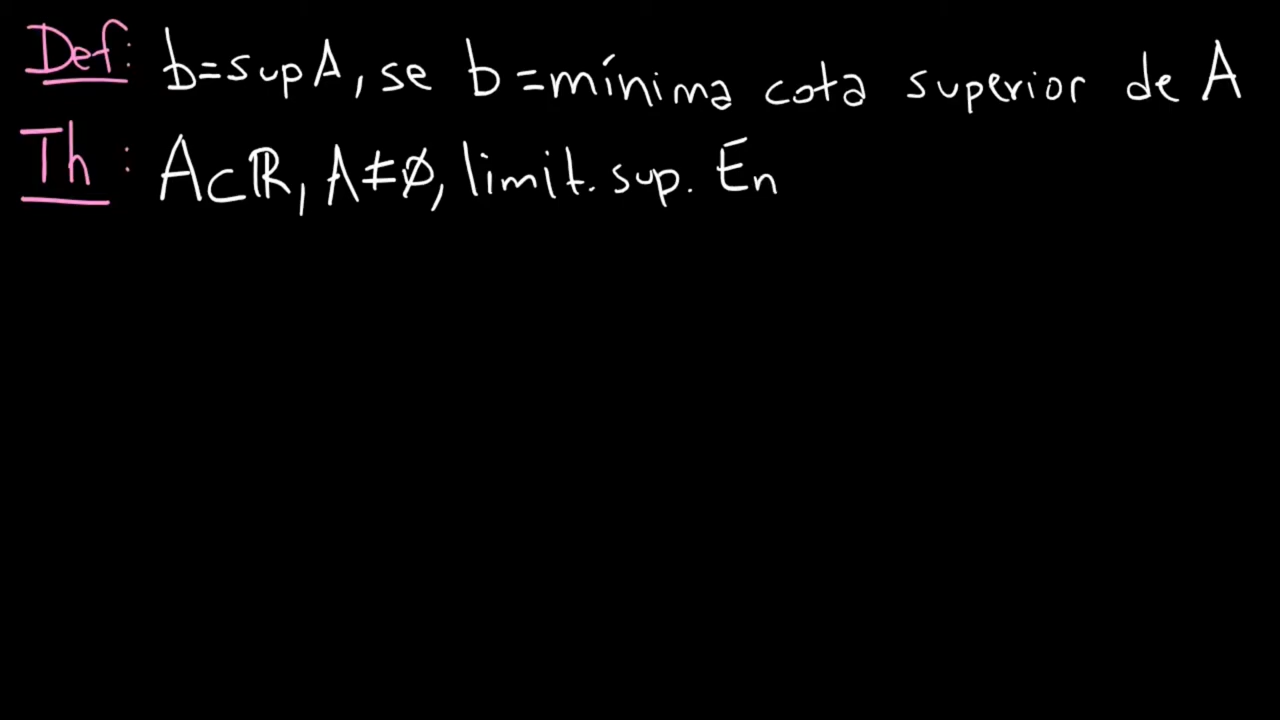 Def: b=sup A, se b=mínima cota superior de A
Th: A⊂ℝ, A≠∅, limit. sup. En